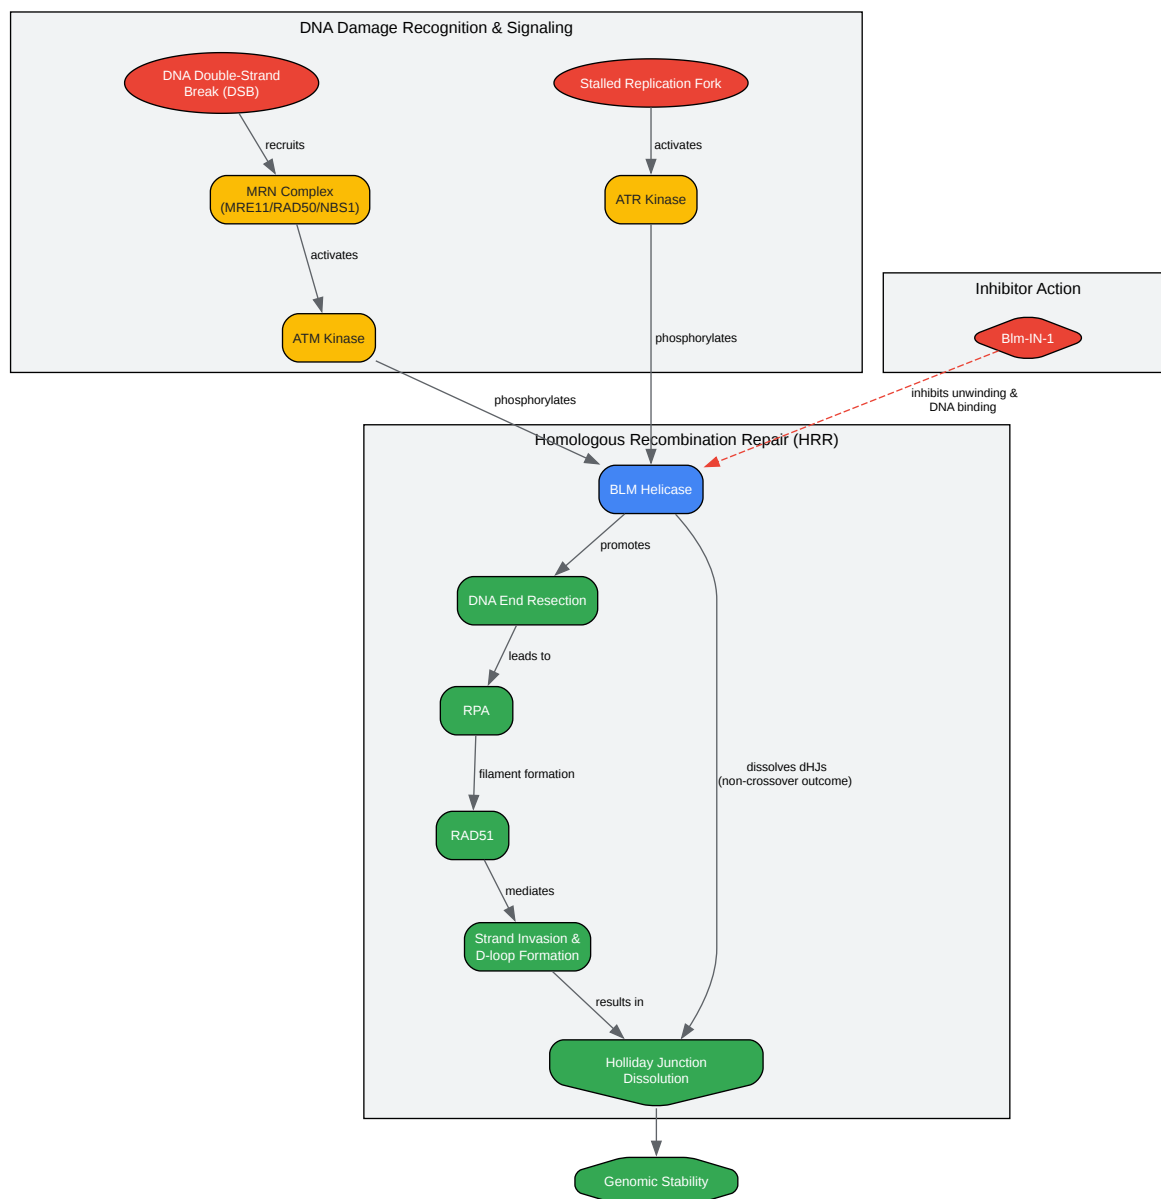 DNA Damage Recognition & Signaling
DNA Double-Strand
Break (DSB)
Stalled Replication Fork
recruits
activates
MRN Complex
(MRE11/RAD50/NBS1)
ATR Kinase
activates
Inhibitor Action
ATM Kinase
phosphorylates
Blm-IN-1
phosphorylates
inhibits unwinding &
DNA binding
Homologous Recombination Repair (HRR)
BLM Helicase
promotes
DNA End Resection
leads to
RPA
filament formation
dissolves dHJs
(non-crossover outcome)
RAD51
mediates
Strand Invasion &
D-loop Formation
results in
Holliday Junction
Dissolution
Genomic Stability